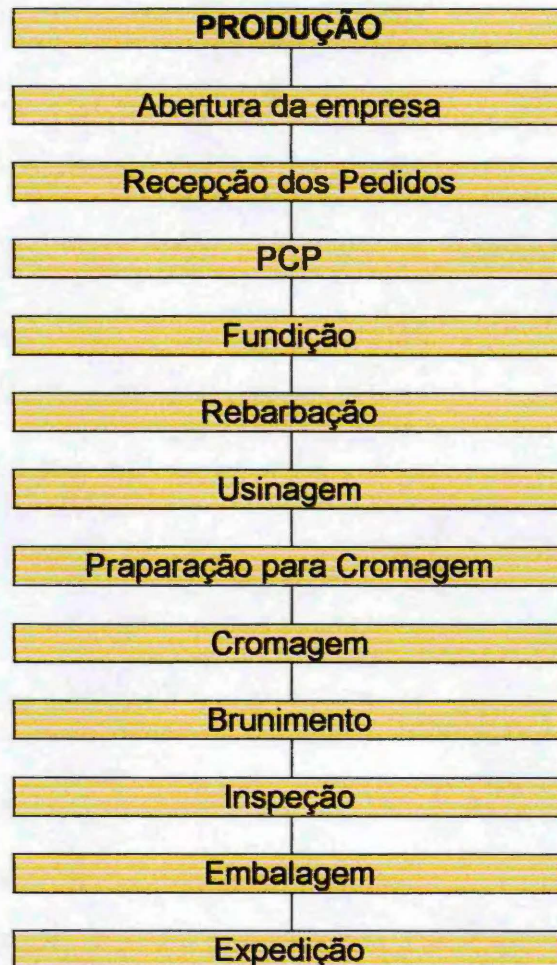 PRODUÇÃO
Abertura da empresa
Recepção dos Pedidos
PCP
Fundição
Rebarbação
Usinagem
Praparação para Cromagem
Cromagem
Brunimento
Inspeção
Embalagem
Expedição